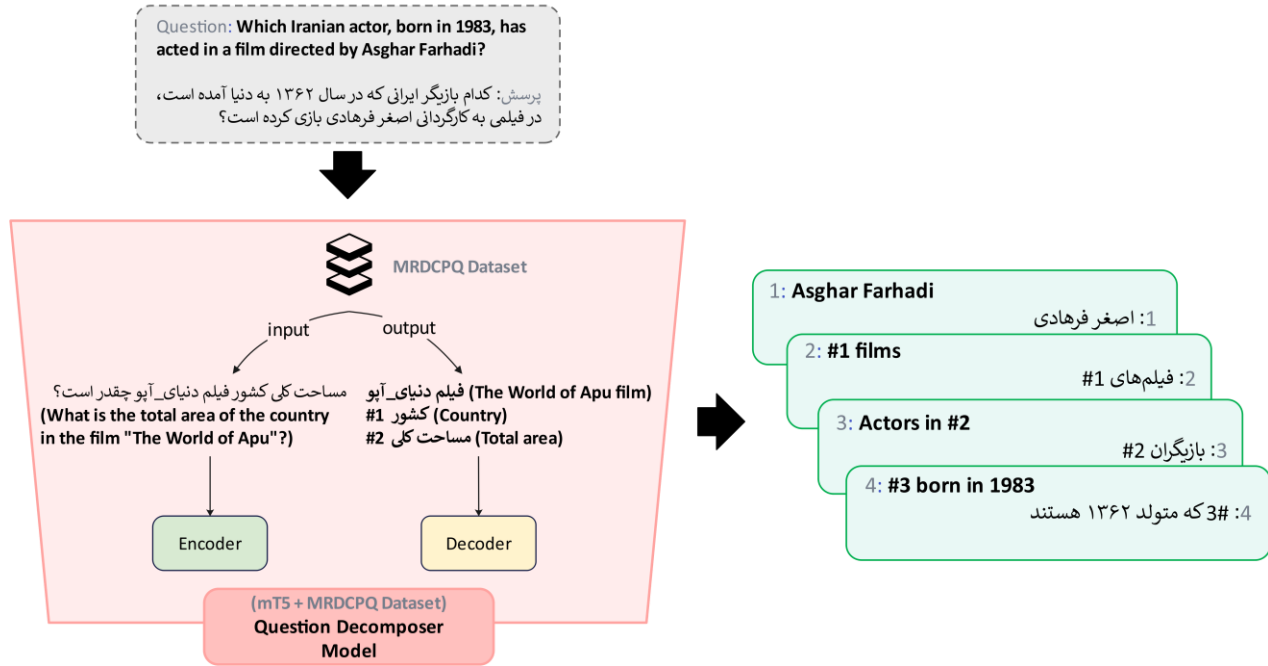 Question: Which Iranian actor, born in 1983, has
acted in a film directed by Asghar Farhadi?
پرسش: کدام بازیگر ایرانی که در سال ۱۳۶۲ به دنیا آمده است،
در فیلمی به کارگردانی اصغر فرهادی بازی کرده است؟
MRDCPQ Dataset
input
output
مساحت کلی کشور فیلم دنیای_آپو چقدر است؟
(What is the total area of the country
in the film "The World of Apu"?)
فیلم دنیای_آپو (The World of Apu film)
#1 کشور (Country)
#2 مساحت کلی (Total area)
Encoder
Decoder
(mT5 + MRDCPQ Dataset)
Question Decomposer
Model
1: Asghar Farhadi
1: اصغر فرهادی
2: #1 films
2: فیلم‌های #1
3: Actors in #2
3: بازیگران #2
4: #3 born in 1983
4: #3 که متولد ۱۳۶۲ هستند